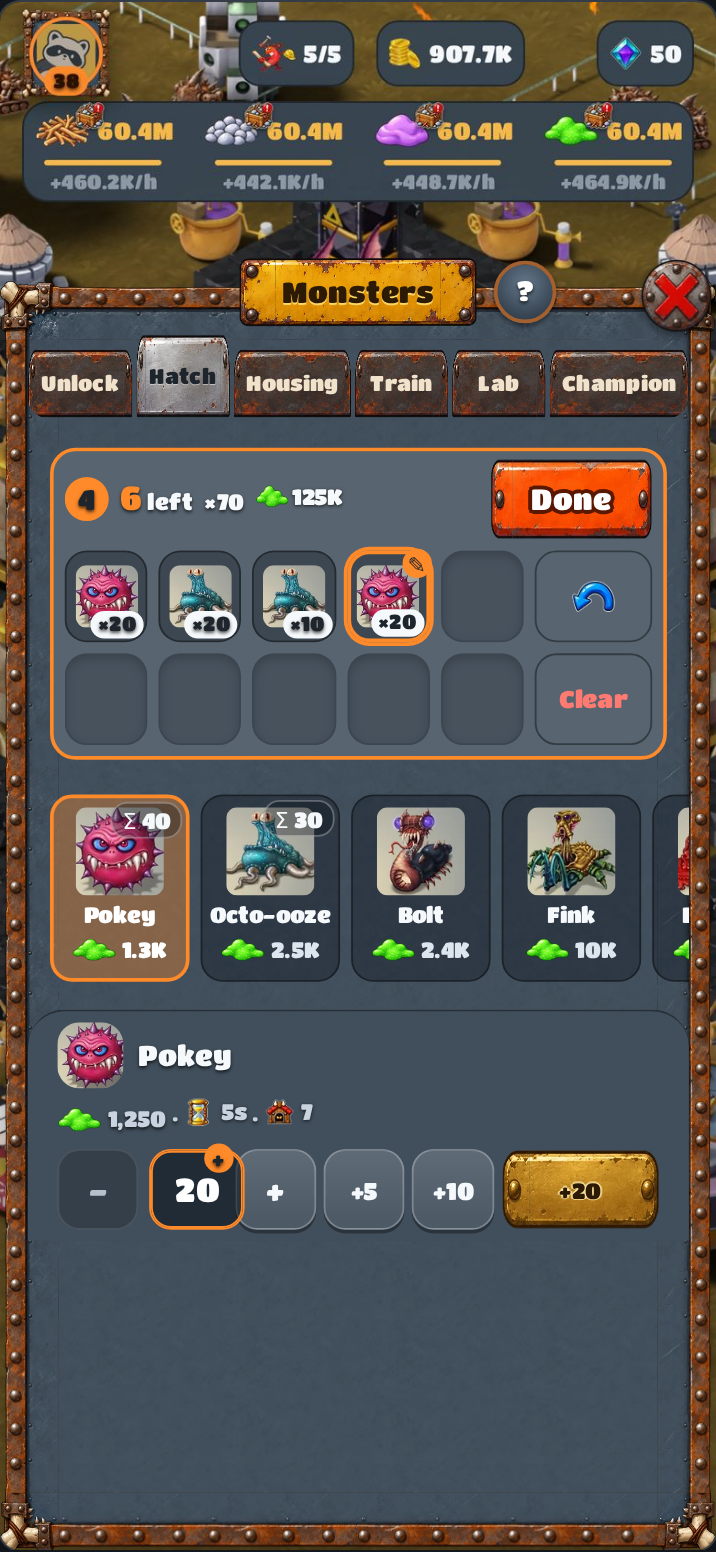 38
5/5
907.7K
50
60.4M 60.4M 60.4M 60.4M
+460.2K/h +442.1K/h +448.7K/h +464.9K/h
Monsters
?
Unlock Hatch Housing Train Lab Champion
4 6 left ×70 125K Done
×20 ×20 ×10 ×20
Clear
Σ 40 Σ 30
Pokey Octo-ooze Bolt Fink
1.3K 2.5K 2.4K 10K
Pokey
1,250 · 5s . 7
- 20 + + +5 +10 +20